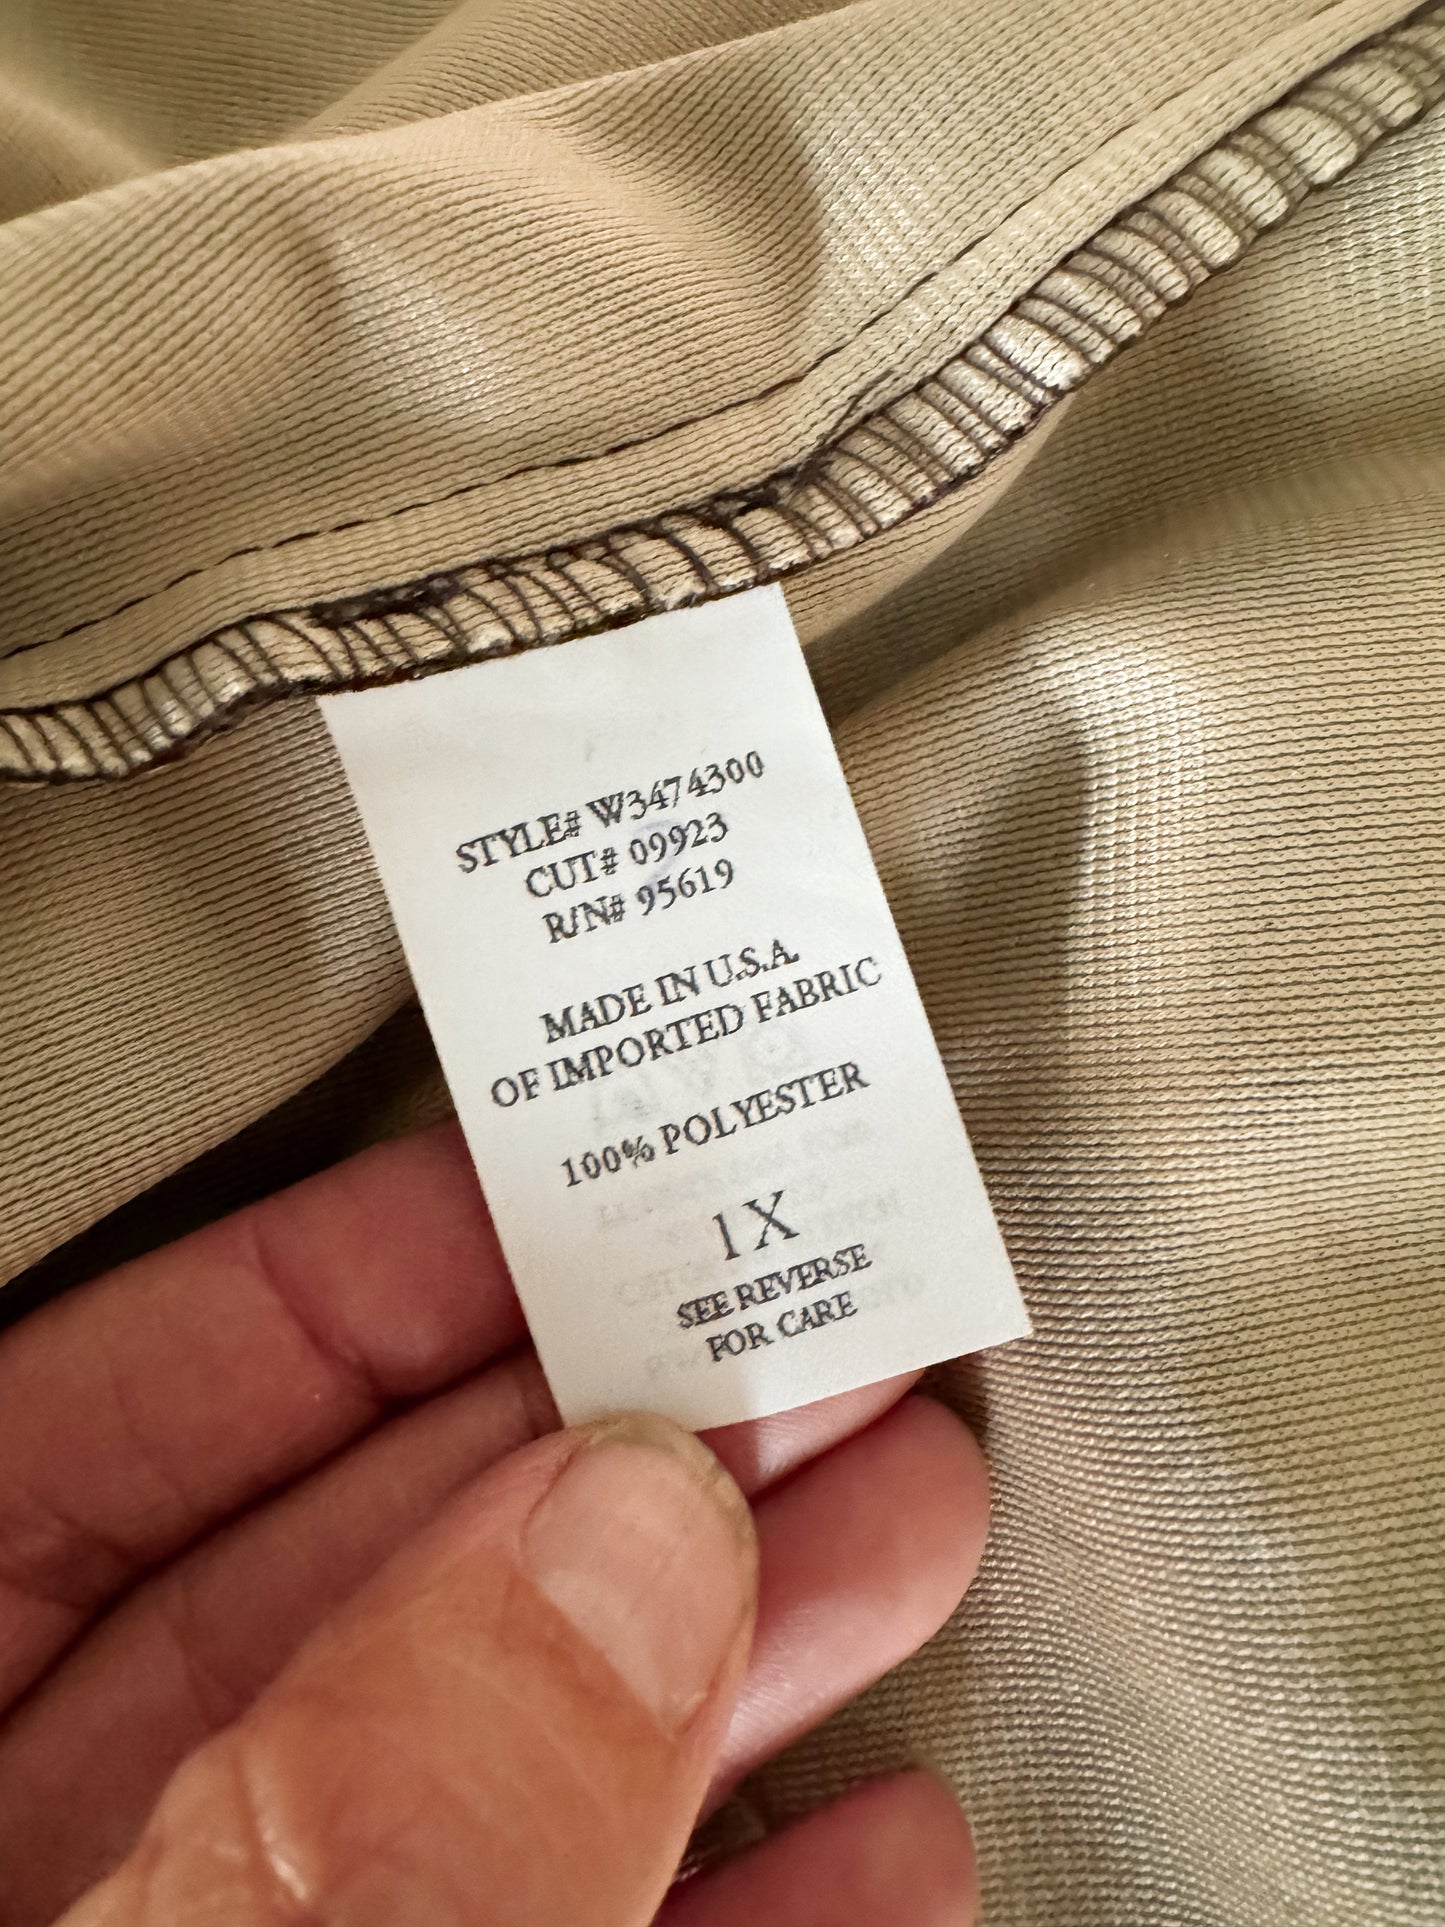 STYLE# W3474300
CUT# 09923
R/N# 95619
MADE IN U.S.A.
OF IMPORTED FABRIC
100% POLYESTER
1X
SEE REVERSE
FOR CARE